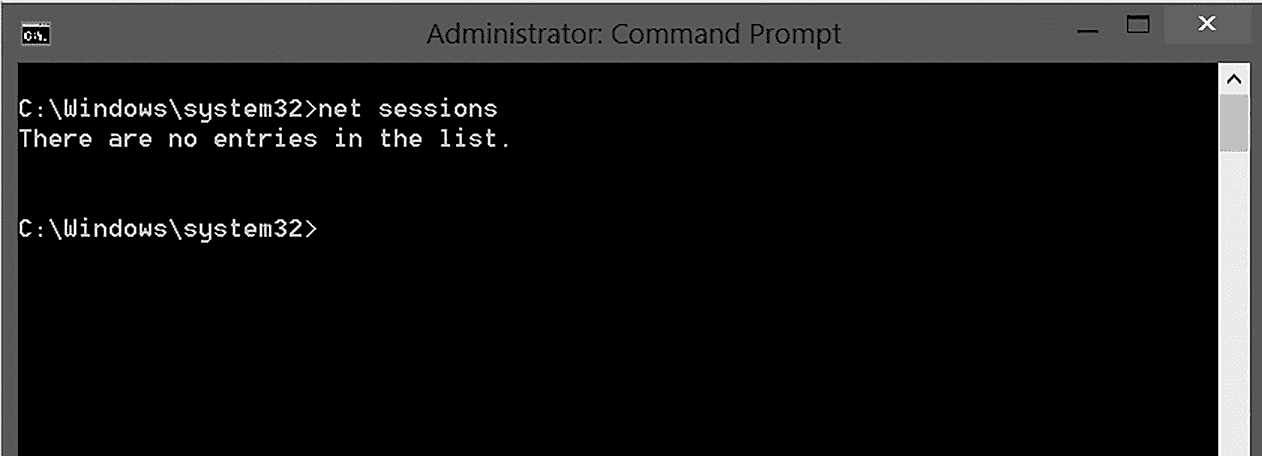 Administrator: Command Prompt
C:\Windows\system32>net sessions
There are no entries in the list.
C:\Windows\system32>